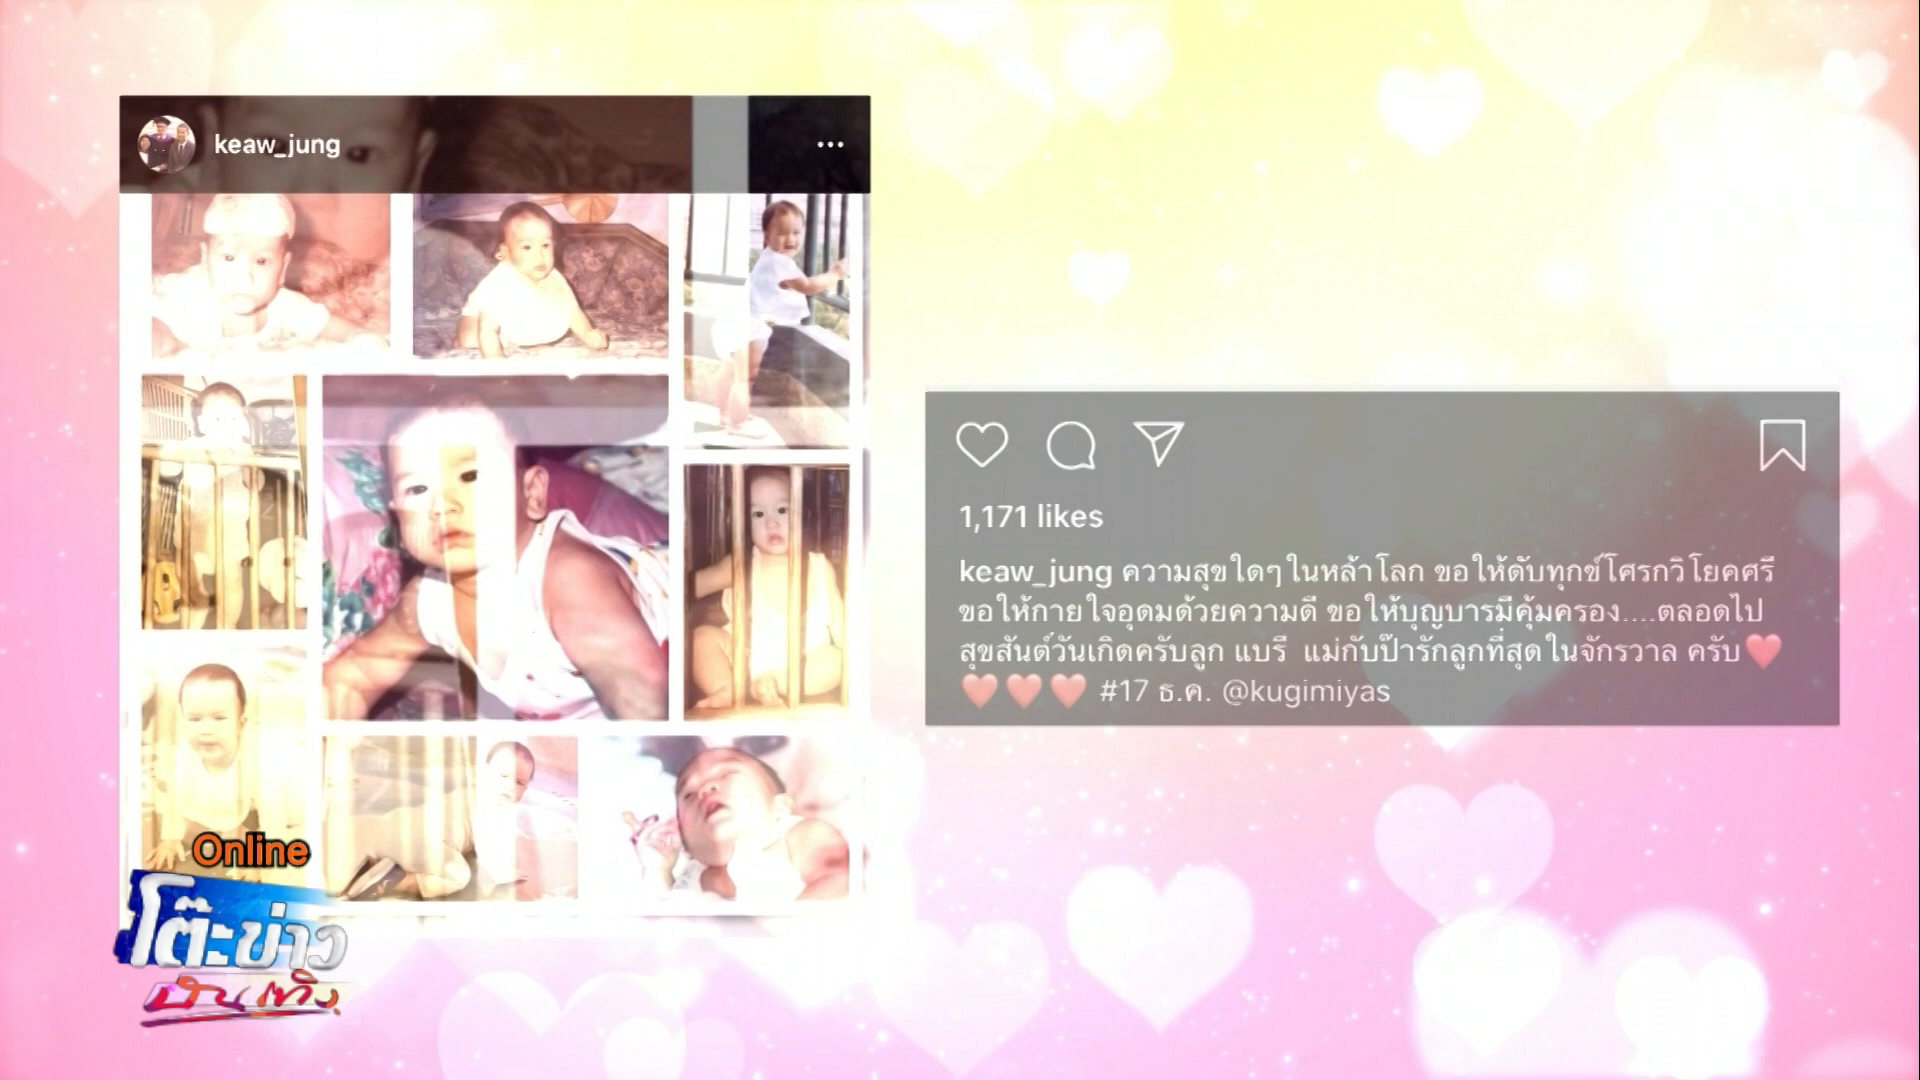 keaw_jung
1,171 likes
keaw_jung ความสุขใดๆในหล้าโลก ขอให้ดับทุกข์โศรกวิโยคศรี
ขอให้กายใจอุดมด้วยความดี ขอให้บุญบารมีคุ้มครอง....ตลอดไป
สุขสันต์วันเกิดครับลูก แบรี่ แม่กับป๊ารักลูกที่สุดในจักรวาล ครับ❤️
❤️❤️❤️ #17 ธ.ค. @kugimiyas
Online
โต๊ะข่าว
บันเทิง